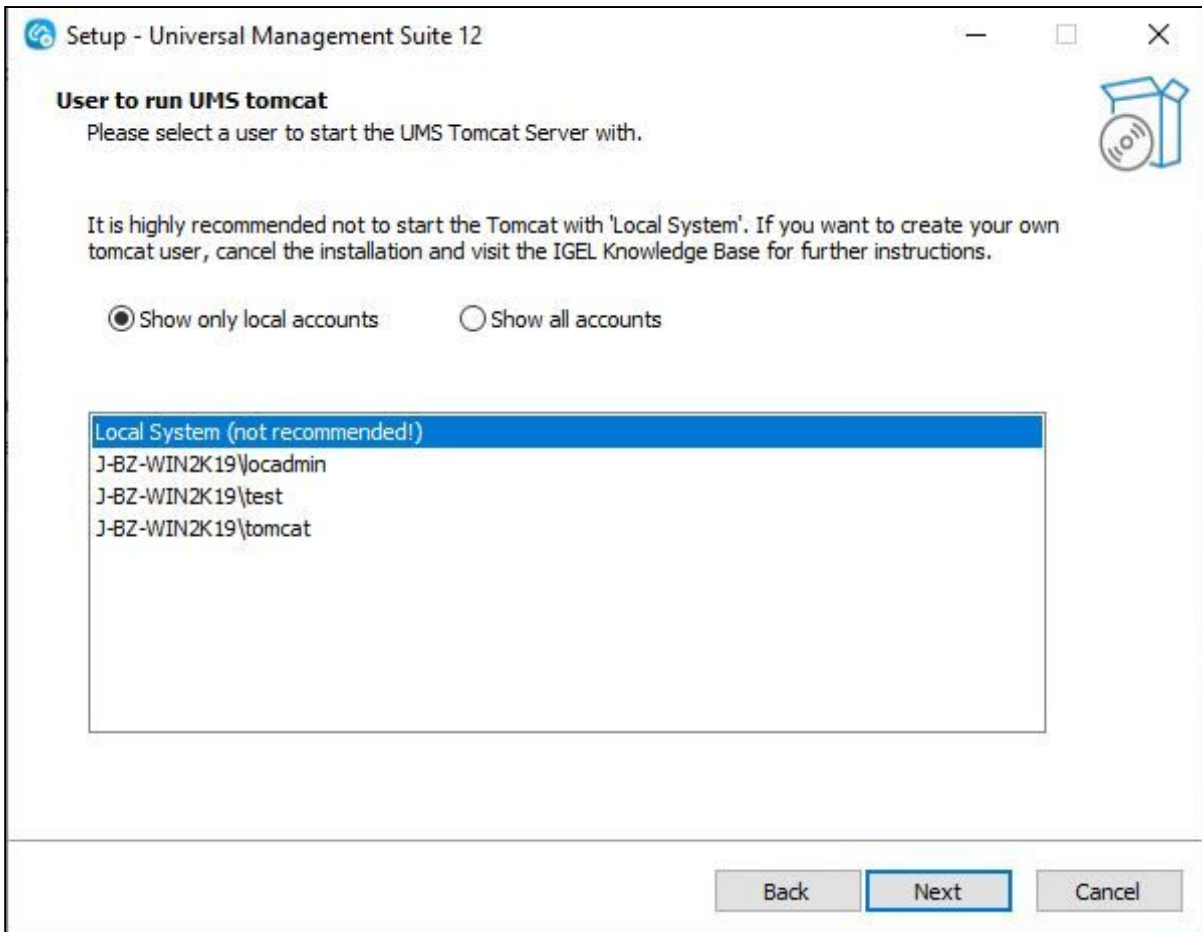 Setup - Universal Management Suite 12
User to run UMS tomcat
Please select a user to start the UMS Tomcat Server with.
It is highly recommended not to start the Tomcat with 'Local System'. If you want to create your own
tomcat user, cancel the installation and visit the IGEL Knowledge Base for further instructions.
Show only local accounts
Show all accounts
Local System (not recommended!)
J-BZ-WIN2K19\locadmin
J-BZ-WIN2K19\test
J-BZ-WIN2K19\tomcat
Back
Next
Cancel